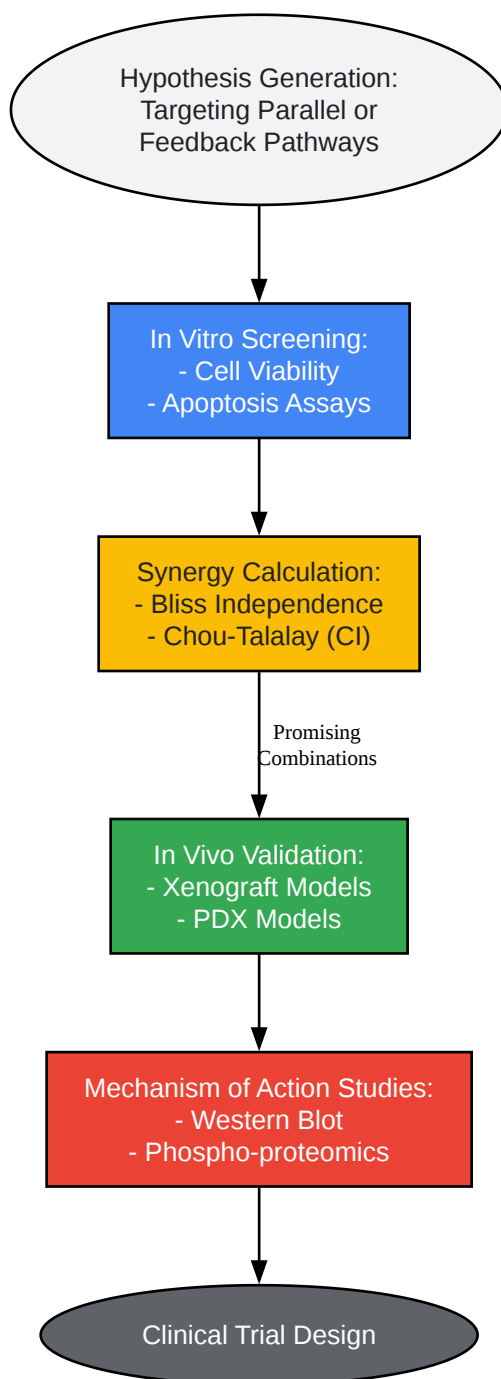 Hypothesis Generation:
Targeting Parallel or
Feedback Pathways
In Vitro Screening:
- Cell Viability
- Apoptosis Assays
Synergy Calculation:
- Bliss Independence
- Chou-Talalay (CI)
Promising
Combinations
In Vivo Validation:
- Xenograft Models
- PDX Models
Mechanism of Action Studies:
- Western Blot
- Phospho-proteomics
Clinical Trial Design